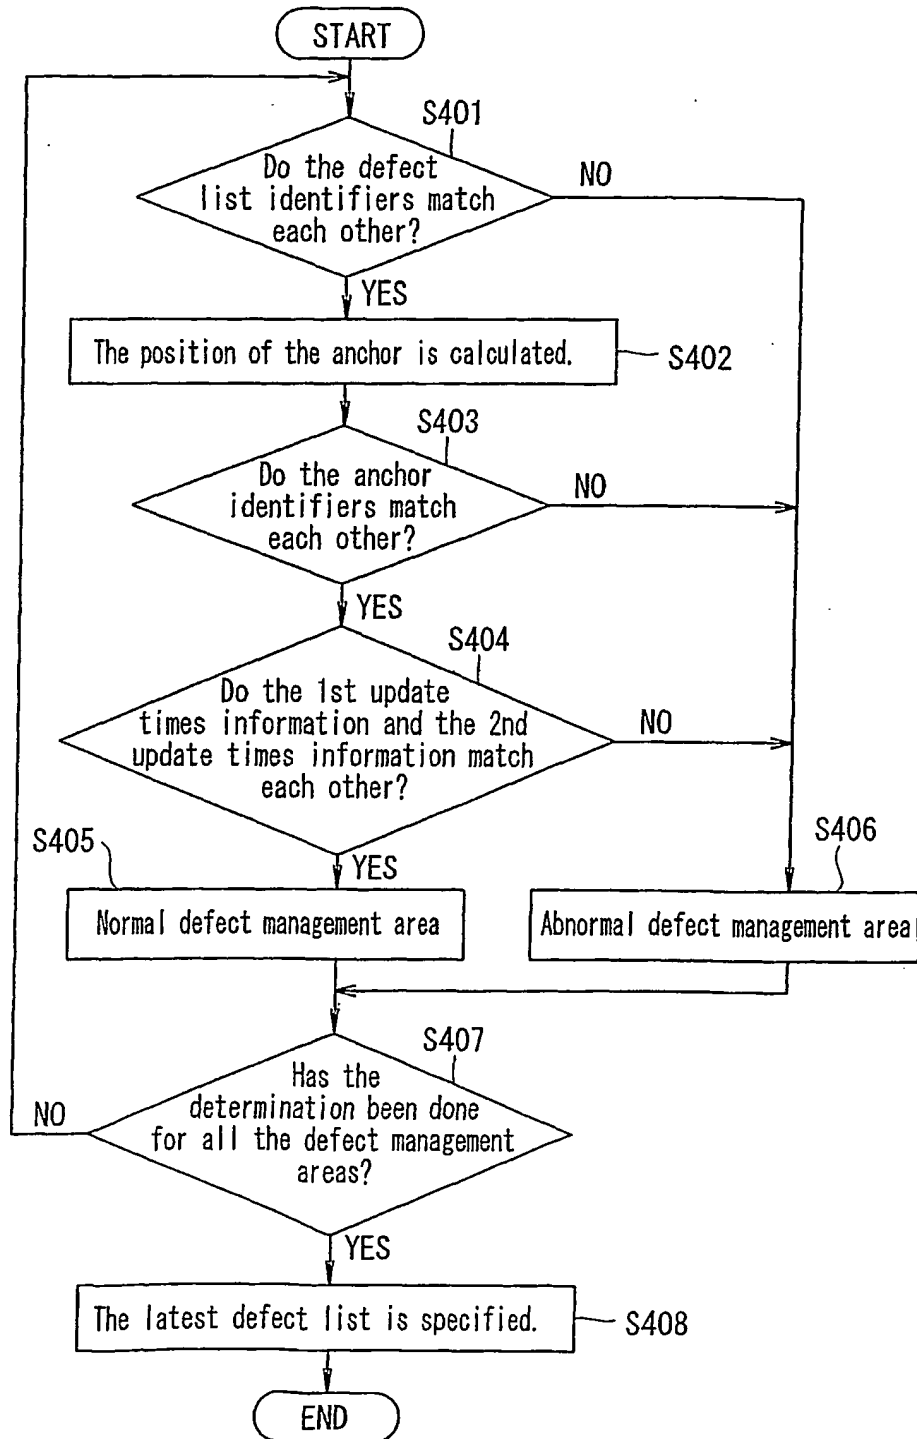 START
S401
Do the defect
list identifiers match
each other?
NO
YES
The position of the anchor is calculated.
S402
S403
Do the anchor
identifiers match
each other?
NO
YES
S404
Do the 1st update
times information and the 2nd
update times information match
each other?
NO
S405
YES
S406
Normal defect management area
Abnormal defect management area
S407
Has the
determination been done
for all the defect management
areas?
NO
YES
The latest defect list is specified.
S408
END